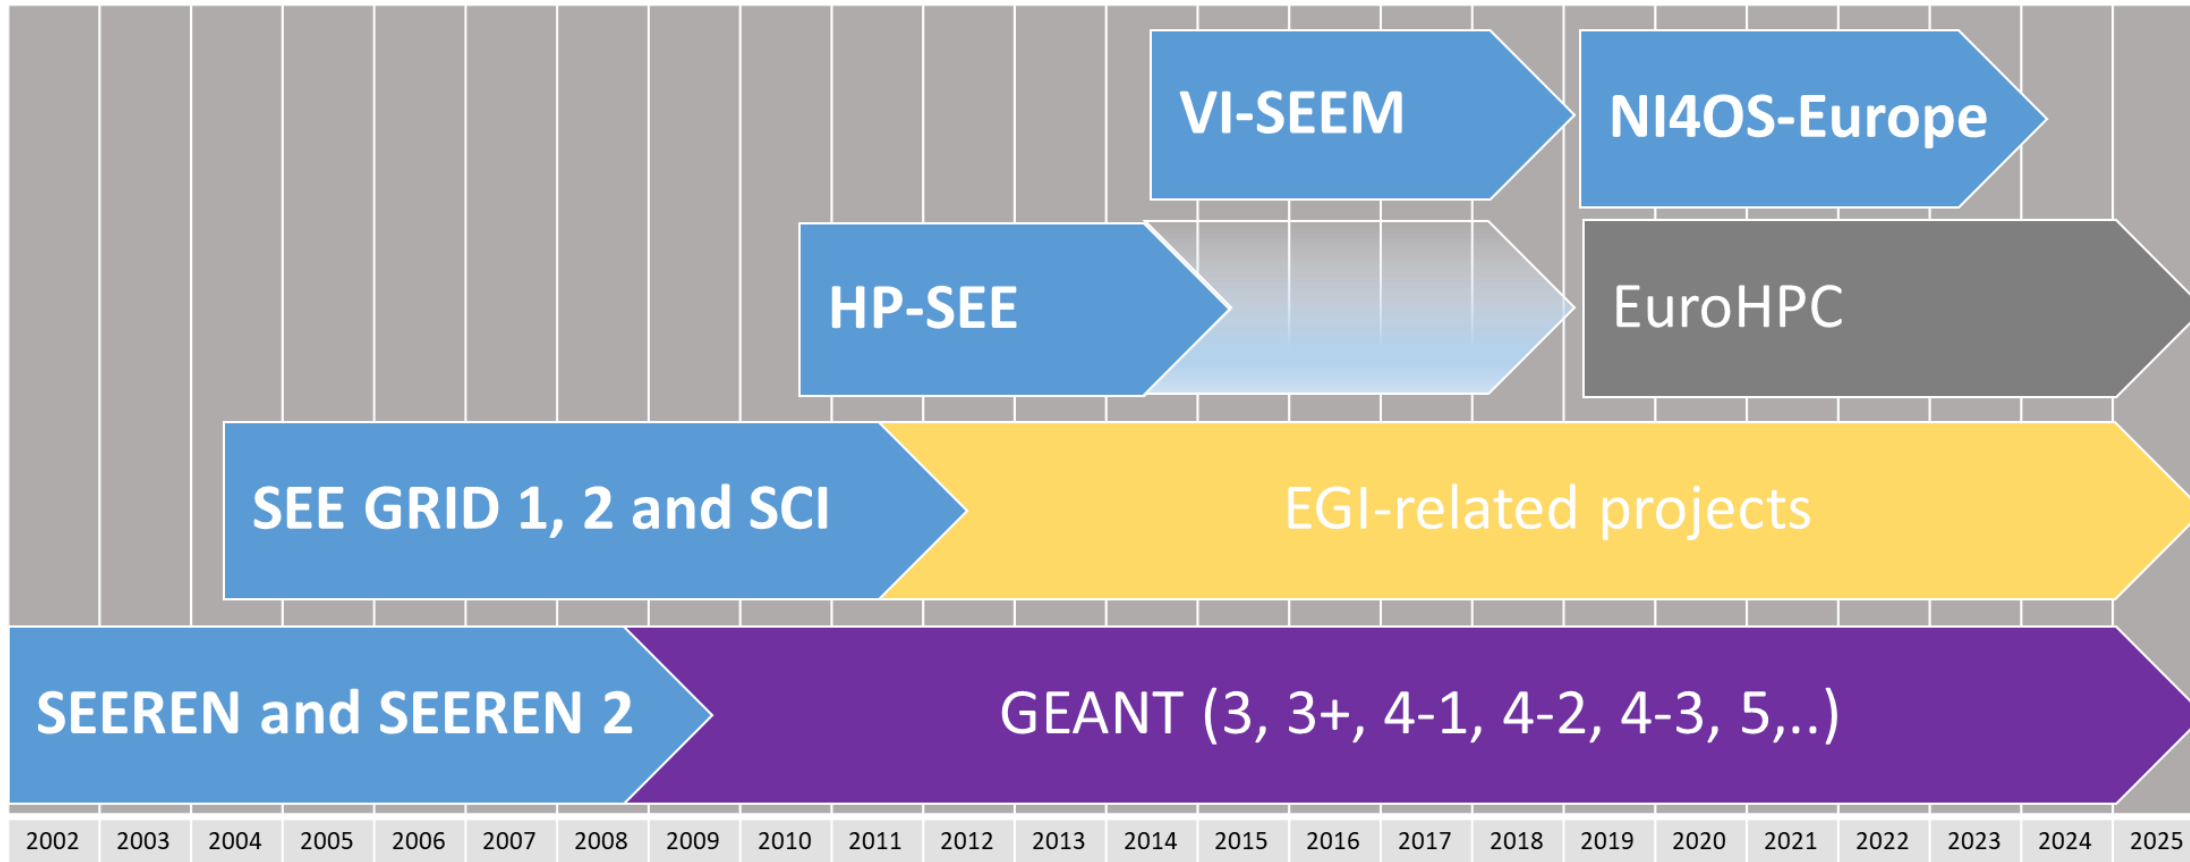 VI-SEEM
NI4OS-Europe
HP-SEE
EuroHPC
SEE GRID 1, 2 and SCI
EGI-related projects
SEEREN and SEEREN 2
GEANT (3, 3+, 4-1, 4-2, 4-3, 5,..)
2002 2003 2004 2005 2006 2007 2008 2009 2010 2011 2012 2013 2014 2015 2016 2017 2018 2019 2020 2021 2022 2023 2024 2025